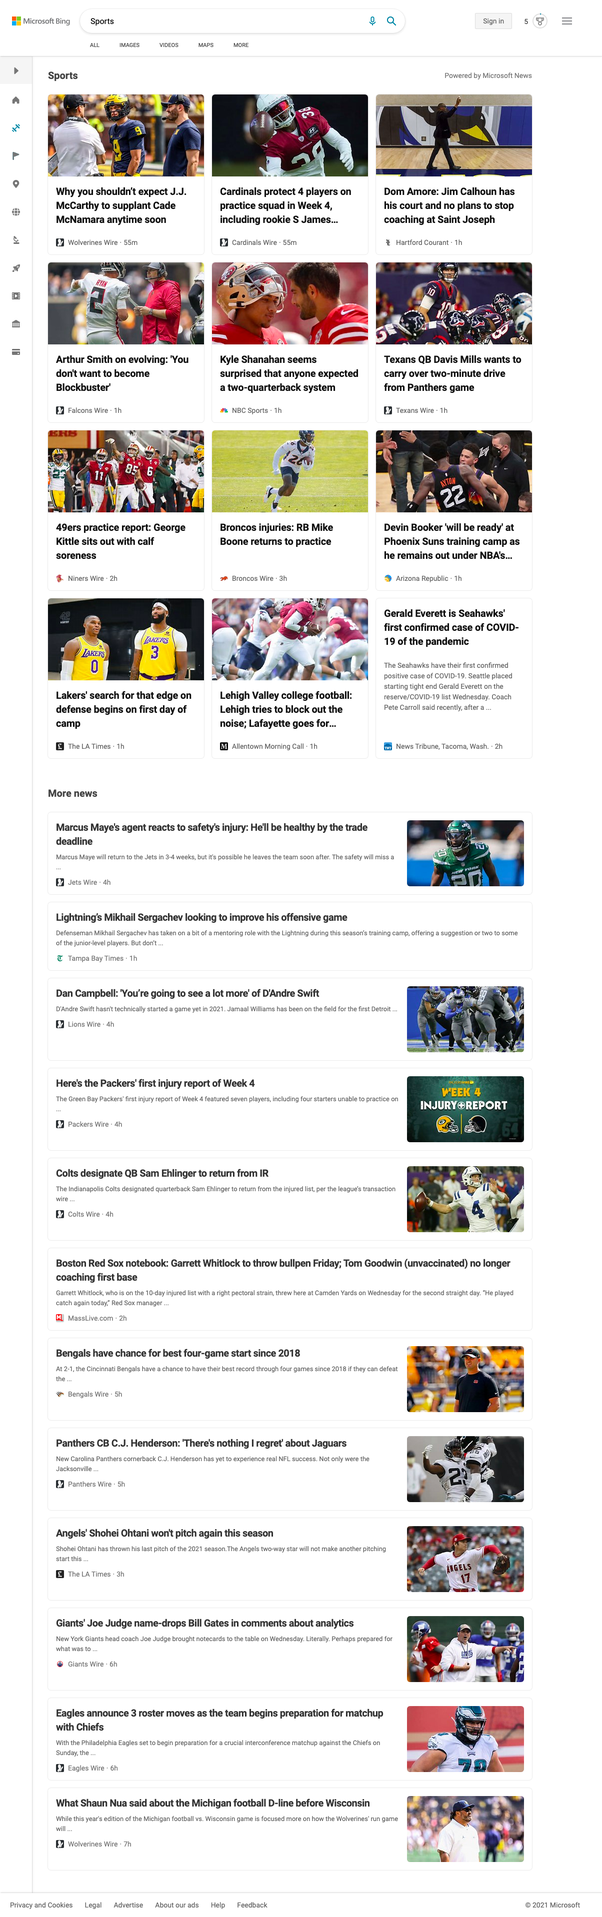 Microsoft Bing
Sports
Sign in
5
ALL IMAGES VIDEOS MAPS MORE
Sports
Powered by Microsoft News
Why you shouldn't expect J.J.
McCarthy to supplant Cade
McNamara anytime soon
Wolverines Wire · 55m
Cardinals protect 4 players on
practice squad in Week 4,
including rookie S James...
Cardinals Wire · 55m
Dom Amore: Jim Calhoun has
his court and no plans to stop
coaching at Saint Joseph
Hartford Courant · 1h
Arthur Smith on evolving: 'You
don't want to become
Blockbuster'
Falcons Wire · 1h
Kyle Shanahan seems
surprised that anyone expected
a two-quarterback system
NBC Sports · 1h
Texans QB Davis Mills wants to
carry over two-minute drive
from Panthers game
Texans Wire · 1h
49ers practice report: George
Kittle sits out with calf
soreness
Niners Wire · 2h
Broncos injuries: RB Mike
Boone returns to practice
Broncos Wire · 3h
AYTON
22
Devin Booker 'will be ready' at
Phoenix Suns training camp as
he remains out under NBA's...
Arizona Republic · 1h
LAKERS
0
LAKERS
3
Lakers' search for that edge on
defense begins on first day of
camp
The LA Times · 1h
Lehigh Valley college football:
Lehigh tries to block out the
noise; Lafayette goes for...
Allentown Morning Call · 1h
Gerald Everett is Seahawks'
first confirmed case of COVID-
19 of the pandemic
The Seahawks have their first confirmed
positive case of COVID-19. Seattle placed
starting tight end Gerald Everett on the
reserve/COVID-19 list Wednesday. Coach
Pete Carroll said recently, after a ...
News Tribune, Tacoma, Wash. · 2h
More news
Marcus Maye's agent reacts to safety's injury: He'll be healthy by the trade
deadline
Marcus Maye will return to the Jets in 3-4 weeks, but it's possible he leaves the team soon after. The safety will miss a
...
Jets Wire · 4h
Lightning's Mikhail Sergachev looking to improve his offensive game
Defenseman Mikhail Sergachev has taken on a bit of a mentoring role with the Lightning during this season's training camp, offering a suggestion or two to some
of the junior-level players. But don't ...
Tampa Bay Times · 1h
Dan Campbell: 'You're going to see a lot more' of D'Andre Swift
D'Andre Swift hasn't technically started a game yet in 2021. Jamaal Williams has been on the field for the first Detroit ...
Lions Wire · 4h
Here's the Packers' first injury report of Week 4
The Green Bay Packers' first injury report of Week 4 featured seven players, including four starters unable to practice on
...
Packers Wire · 4h
WEEK 4
INJURY+REPORT
Colts designate QB Sam Ehlinger to return from IR
The Indianapolis Colts designated quarterback Sam Ehlinger to return from the injured list, per the league's transaction
wire ...
Colts Wire · 4h
4
Boston Red Sox notebook: Garrett Whitlock to throw bullpen Friday; Tom Goodwin (unvaccinated) no longer
coaching first base
Garrett Whitlock, who is on the 10-day injured list with a right pectoral strain, threw here at Camden Yards on Wednesday for the second straight day. "He played
catch again today," Red Sox manager ...
MassLive.com · 2h
Bengals have chance for best four-game start since 2018
At 2-1, the Cincinnati Bengals have a chance to have their best record through four games since 2018 if they can defeat
the ...
Bengals Wire · 5h
Panthers CB C.J. Henderson: 'There's nothing I regret' about Jaguars
New Carolina Panthers cornerback C.J. Henderson has yet to experience real NFL success. Not only were the
Jacksonville ...
Panthers Wire · 5h
Angels' Shohei Ohtani won't pitch again this season
Shohei Ohtani has thrown his last pitch of the 2021 season.The Angels two-way star will not make another pitching
start this ...
The LA Times · 3h
ANGELS
17
Giants' Joe Judge name-drops Bill Gates in comments about analytics
New York Giants head coach Joe Judge brought notecards to the table on Wednesday. Literally. Perhaps prepared for
what was to ...
Giants Wire · 6h
Eagles announce 3 roster moves as the team begins preparation for matchup
with Chiefs
With the Philadelphia Eagles set to begin preparation for a crucial interconference matchup against the Chiefs on
Sunday, the ...
Eagles Wire · 6h
What Shaun Nua said about the Michigan football D-line before Wisconsin
While this year's edition of the Michigan football vs. Wisconsin game is focused more on how the Wolverines' run game
will ...
Wolverines Wire · 7h
Privacy and Cookies Legal Advertise About our ads Help Feedback
© 2021 Microsoft